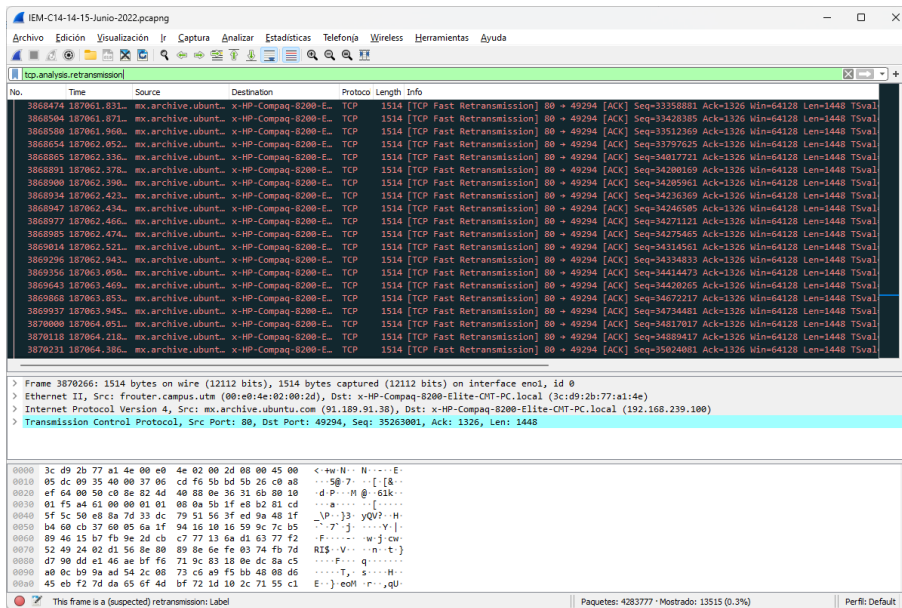 IEM-C14-14-15-Junio-2022.pcapng
Archivo Edición Visualización Ir Captura Analizar Estadísticas Telefonía Wireless Herramientas Ayuda
tcp.analysis.retransmission
No. Time Source Destination Protocol Length Info
3868474 187061.831… mx.archive.ubunt… x-HP-Compaq-8200-E… TCP 1514 [TCP Fast Retransmission] 80 → 49294 [ACK] Seq=33358881 Ack=1326 Win=64128 Len=1448 TSval
3868504 187061.871… mx.archive.ubunt… x-HP-Compaq-8200-E… TCP 1514 [TCP Fast Retransmission] 80 → 49294 [ACK] Seq=33428385 Ack=1326 Win=64128 Len=1448 TSval
3868580 187061.960… mx.archive.ubunt… x-HP-Compaq-8200-E… TCP 1514 [TCP Fast Retransmission] 80 → 49294 [ACK] Seq=33512369 Ack=1326 Win=64128 Len=1448 TSval
3868654 187062.052… mx.archive.ubunt… x-HP-Compaq-8200-E… TCP 1514 [TCP Fast Retransmission] 80 → 49294 [ACK] Seq=33797625 Ack=1326 Win=64128 Len=1448 TSval
3868865 187062.336… mx.archive.ubunt… x-HP-Compaq-8200-E… TCP 1514 [TCP Fast Retransmission] 80 → 49294 [ACK] Seq=34017721 Ack=1326 Win=64128 Len=1448 TSval
3868891 187062.378… mx.archive.ubunt… x-HP-Compaq-8200-E… TCP 1514 [TCP Fast Retransmission] 80 → 49294 [ACK] Seq=34200169 Ack=1326 Win=64128 Len=1448 TSval
3868900 187062.390… mx.archive.ubunt… x-HP-Compaq-8200-E… TCP 1514 [TCP Fast Retransmission] 80 → 49294 [ACK] Seq=34205961 Ack=1326 Win=64128 Len=1448 TSval
3868934 187062.423… mx.archive.ubunt… x-HP-Compaq-8200-E… TCP 1514 [TCP Fast Retransmission] 80 → 49294 [ACK] Seq=34236369 Ack=1326 Win=64128 Len=1448 TSval
3868947 187062.434… mx.archive.ubunt… x-HP-Compaq-8200-E… TCP 1514 [TCP Fast Retransmission] 80 → 49294 [ACK] Seq=34246505 Ack=1326 Win=64128 Len=1448 TSval
3868977 187062.466… mx.archive.ubunt… x-HP-Compaq-8200-E… TCP 1514 [TCP Fast Retransmission] 80 → 49294 [ACK] Seq=34271121 Ack=1326 Win=64128 Len=1448 TSval
3868985 187062.474… mx.archive.ubunt… x-HP-Compaq-8200-E… TCP 1514 [TCP Fast Retransmission] 80 → 49294 [ACK] Seq=34275465 Ack=1326 Win=64128 Len=1448 TSval
3869014 187062.521… mx.archive.ubunt… x-HP-Compaq-8200-E… TCP 1514 [TCP Fast Retransmission] 80 → 49294 [ACK] Seq=34314561 Ack=1326 Win=64128 Len=1448 TSval
3869296 187062.943… mx.archive.ubunt… x-HP-Compaq-8200-E… TCP 1514 [TCP Fast Retransmission] 80 → 49294 [ACK] Seq=34334833 Ack=1326 Win=64128 Len=1448 TSval
3869356 187063.050… mx.archive.ubunt… x-HP-Compaq-8200-E… TCP 1514 [TCP Fast Retransmission] 80 → 49294 [ACK] Seq=34414473 Ack=1326 Win=64128 Len=1448 TSval
3869643 187063.469… mx.archive.ubunt… x-HP-Compaq-8200-E… TCP 1514 [TCP Fast Retransmission] 80 → 49294 [ACK] Seq=34420265 Ack=1326 Win=64128 Len=1448 TSval
3869868 187063.853… mx.archive.ubunt… x-HP-Compaq-8200-E… TCP 1514 [TCP Fast Retransmission] 80 → 49294 [ACK] Seq=34672217 Ack=1326 Win=64128 Len=1448 TSval
3869937 187063.945… mx.archive.ubunt… x-HP-Compaq-8200-E… TCP 1514 [TCP Fast Retransmission] 80 → 49294 [ACK] Seq=34734481 Ack=1326 Win=64128 Len=1448 TSval
3870000 187064.051… mx.archive.ubunt… x-HP-Compaq-8200-E… TCP 1514 [TCP Fast Retransmission] 80 → 49294 [ACK] Seq=34817017 Ack=1326 Win=64128 Len=1448 TSval
3870118 187064.218… mx.archive.ubunt… x-HP-Compaq-8200-E… TCP 1514 [TCP Fast Retransmission] 80 → 49294 [ACK] Seq=34889417 Ack=1326 Win=64128 Len=1448 TSval
3870231 187064.386… mx.archive.ubunt… x-HP-Compaq-8200-E… TCP 1514 [TCP Fast Retransmission] 80 → 49294 [ACK] Seq=35024081 Ack=1326 Win=64128 Len=1448 TSval
> Frame 3870266: 1514 bytes on wire (12112 bits), 1514 bytes captured (12112 bits) on interface eno1, id 0
> Ethernet II, Src: frouter.campus.utm (00:e0:4e:02:00:2d), Dst: x-HP-Compaq-8200-Elite-CMT-PC.local (3c:d9:2b:77:a1:4e)
> Internet Protocol Version 4, Src: mx.archive.ubuntu.com (91.189.91.38), Dst: x-HP-Compaq-8200-Elite-CMT-PC.local (192.168.239.100)
> Transmission Control Protocol, Src Port: 80, Dst Port: 49294, Seq: 35263001, Ack: 1326, Len: 1448
0000 3c d9 2b 77 a1 4e 00 e0 4e 02 00 2d 08 00 45 00 <·+w·N·· N··-··E·
0010 05 dc 09 35 40 00 37 06 cd f6 5b bd 5b 26 c0 a8 ···5@·7· ··[·[&··
0020 ef 64 00 50 c0 8e 82 4d 40 88 0e 36 31 6b 80 10 ·d·P···M @··61k··
0030 01 f5 a4 61 00 00 01 01 08 0a 5b 1f e8 b2 81 cd ···a···· ··[·····
0040 5f 5c 50 e8 8a 7d 33 dc 79 51 56 3f ed 9a 48 1f _\P··}3· yQV?··H·
0050 b4 60 cb 37 60 05 6a 1f 94 16 10 16 59 9c 7c b5 ·`·7`·j· ····Y·|·
0060 89 46 15 b7 fb 9e 2d cb c7 77 13 6a d1 63 77 f2 ·F····-· ·w·j·cw·
0070 52 49 24 02 d1 56 8e 80 89 8e 6e fe 03 74 fb 7d RI$··V·· ··n··t·}
0080 d7 90 dd e1 46 ae bf f6 71 9c 83 18 0e dc 8a c5 ····F··· q·······
0090 a0 0c b9 9a ad 54 2c 08 73 c6 a9 f5 bb 48 08 d6 ·····T,· s····H··
00a0 45 eb f2 7d da 65 6f 4d bf 72 1d 10 2c 71 55 c1 E··}·eoM ·r··,qU·
This frame is a (suspected) retransmission: Label Paquetes: 4283777 · Mostrado: 13515 (0.3%) Perfil: Default